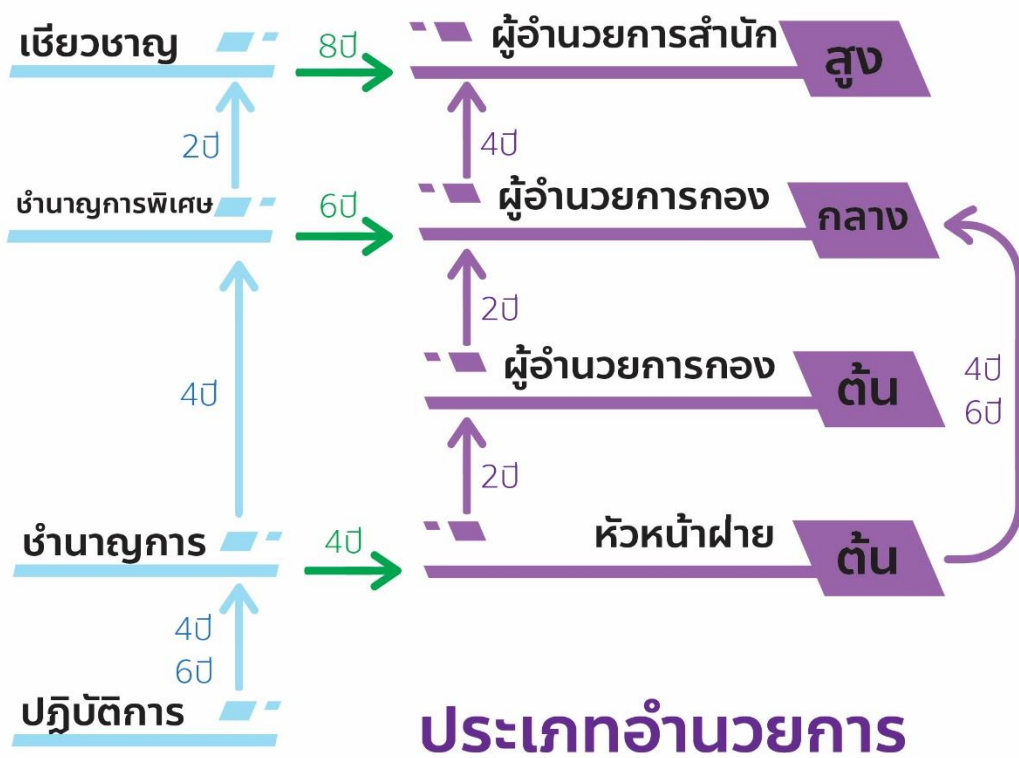 เชียวชาญ
8ปี
ผู้อำนวยการสำนัก
สูง
2ปี
4ปี
ชำนาญการพิเศษ
6ปี
ผู้อำนวยการกอง
กลาง
2ปี
4ปี
ผู้อำนวยการกอง
ต้น
4ปี
6ปี
2ปี
ชำนาญการ
4ปี
หัวหน้าฝ่าย
ต้น
4ปี
6ปี
ปฏิบัติการ
ประเภทอำนวยการ